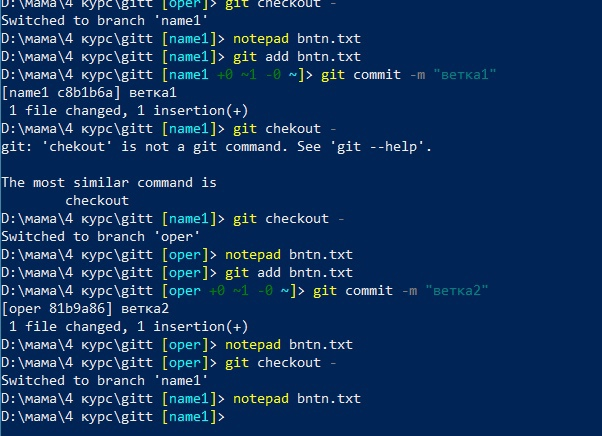 D:\мама\4 курс\gitt [oper]> git checkout -
Switched to branch 'name1'
D:\мама\4 курс\gitt [name1]> notepad bntn.txt
D:\мама\4 курс\gitt [name1]> git add bntn.txt
D:\мама\4 курс\gitt [name1 +0 ~1 -0 ~]> git commit -m "ветка1"
[name1 c8b1b6a] ветка1
 1 file changed, 1 insertion(+)
D:\мама\4 курс\gitt [name1]> git chekout -
git: 'chekout' is not a git command. See 'git --help'.

The most similar command is
        checkout
D:\мама\4 курс\gitt [name1]> git checkout -
Switched to branch 'oper'
D:\мама\4 курс\gitt [oper]> notepad bntn.txt
D:\мама\4 курс\gitt [oper]> git add bntn.txt
D:\мама\4 курс\gitt [oper +0 ~1 -0 ~]> git commit -m "ветка2"
[oper 81b9a86] ветка2
 1 file changed, 1 insertion(+)
D:\мама\4 курс\gitt [oper]> notepad bntn.txt
D:\мама\4 курс\gitt [oper]> git checkout -
Switched to branch 'name1'
D:\мама\4 курс\gitt [name1]> notepad bntn.txt
D:\мама\4 курс\gitt [name1]>